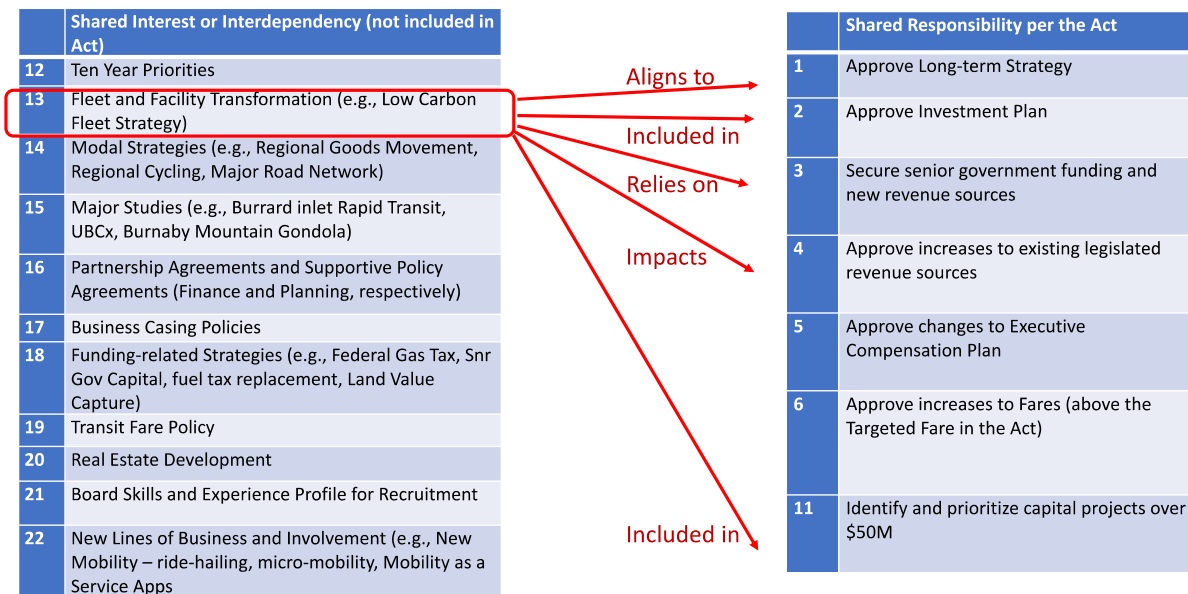 Shared Interest or Interdependency (not included in
Act)
12 Ten Year Priorities
13 Fleet and Facility Transformation (e.g., Low Carbon
Fleet Strategy)
14 Modal Strategies (e.g., Regional Goods Movement,
Regional Cycling, Major Road Network)
15 Major Studies (e.g., Burrard inlet Rapid Transit,
UBCx, Burnaby Mountain Gondola)
16 Partnership Agreements and Supportive Policy
Agreements (Finance and Planning, respectively)
17 Business Casing Policies
18 Funding-related Strategies (e.g., Federal Gas Tax, Snr
Gov Capital, fuel tax replacement, Land Value
Capture)
19 Transit Fare Policy
20 Real Estate Development
21 Board Skills and Experience Profile for Recruitment
22 New Lines of Business and Involvement (e.g., New
Mobility – ride-hailing, micro-mobility, Mobility as a
Service Apps
Aligns to
Included in
Relies on
Impacts
Included in
Shared Responsibility per the Act
1 Approve Long-term Strategy
2 Approve Investment Plan
3 Secure senior government funding and
new revenue sources
4 Approve increases to existing legislated
revenue sources
5 Approve changes to Executive
Compensation Plan
6 Approve increases to Fares (above the
Targeted Fare in the Act)
11 Identify and prioritize capital projects over
$50M